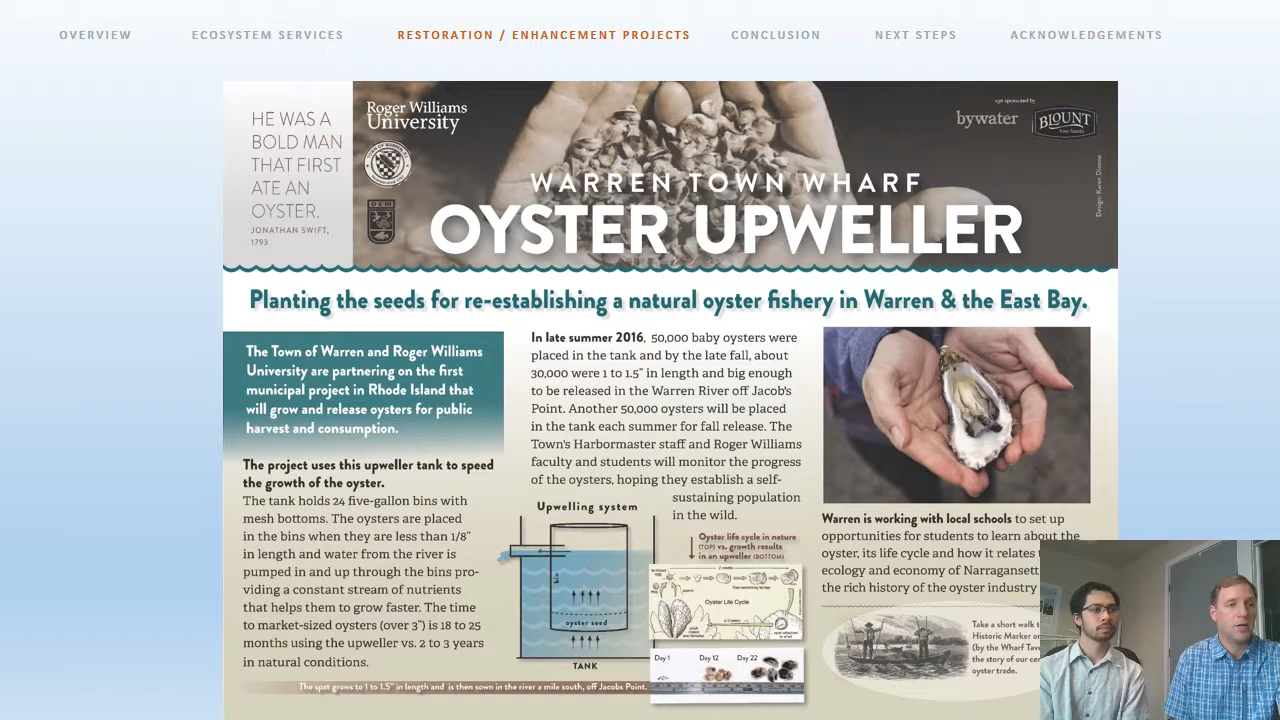 OVERVIEW
ECOSYSTEM SERVICES
RESTORATION / ENHANCEMENT PROJECTS
CONCLUSION
NEXT STEPS
ACKNOWLEDGEMENTS
HE WAS A
BOLD MAN
THAT FIRST
ATE AN
OYSTER.
JONATHAN SWIFT,
1793
Roger Williams
University
DEM
sponsored by
bywater
BLOUNT
fine foods
Design: Karen Dionne
WARREN TOWN WHARF
OYSTER UPWELLER
Planting the seeds for re-establishing a natural oyster fishery in Warren & the East Bay.
The Town of Warren and Roger Williams
University are partnering on the first
municipal project in Rhode Island that
will grow and release oysters for public
harvest and consumption.
The project uses this upweller tank to speed
the growth of the oyster.
The tank holds 24 five-gallon bins with
mesh bottoms. The oysters are placed
in the bins when they are less than 1/8"
in length and water from the river is
pumped in and up through the bins pro-
viding a constant stream of nutrients
that helps them to grow faster. The time
to market-sized oysters (over 3") is 18 to 25
months using the upweller vs. 2 to 3 years
in natural conditions.
In late summer 2016, 50,000 baby oysters were
placed in the tank and by the late fall, about
30,000 were 1 to 1.5" in length and big enough
to be released in the Warren River off Jacob's
Point. Another 50,000 oysters will be placed
in the tank each summer for fall release. The
Town's Harbormaster staff and Roger Williams
faculty and students will monitor the progress
of the oysters, hoping they establish a self-
sustaining population
in the wild.
Upwelling system
bin
oyster seed
TANK
Oyster life cycle in nature
(TOP) vs. growth results
in an upweller (BOTTOM)
2 weeks
Oyster Life Cycle
Day 1
Day 12
Day 22
The spat grows to 1 to 1.5" in length and is then sown in the river a mile south, off Jacobs Point.
Warren is working with local schools to set up
opportunities for students to learn about the
oyster, its life cycle and how it relates
ecology and economy of Narragansett
the rich history of the oyster industry
Take a short walk
Historic Marker
(by the Wharf
the story of our
oyster trade.